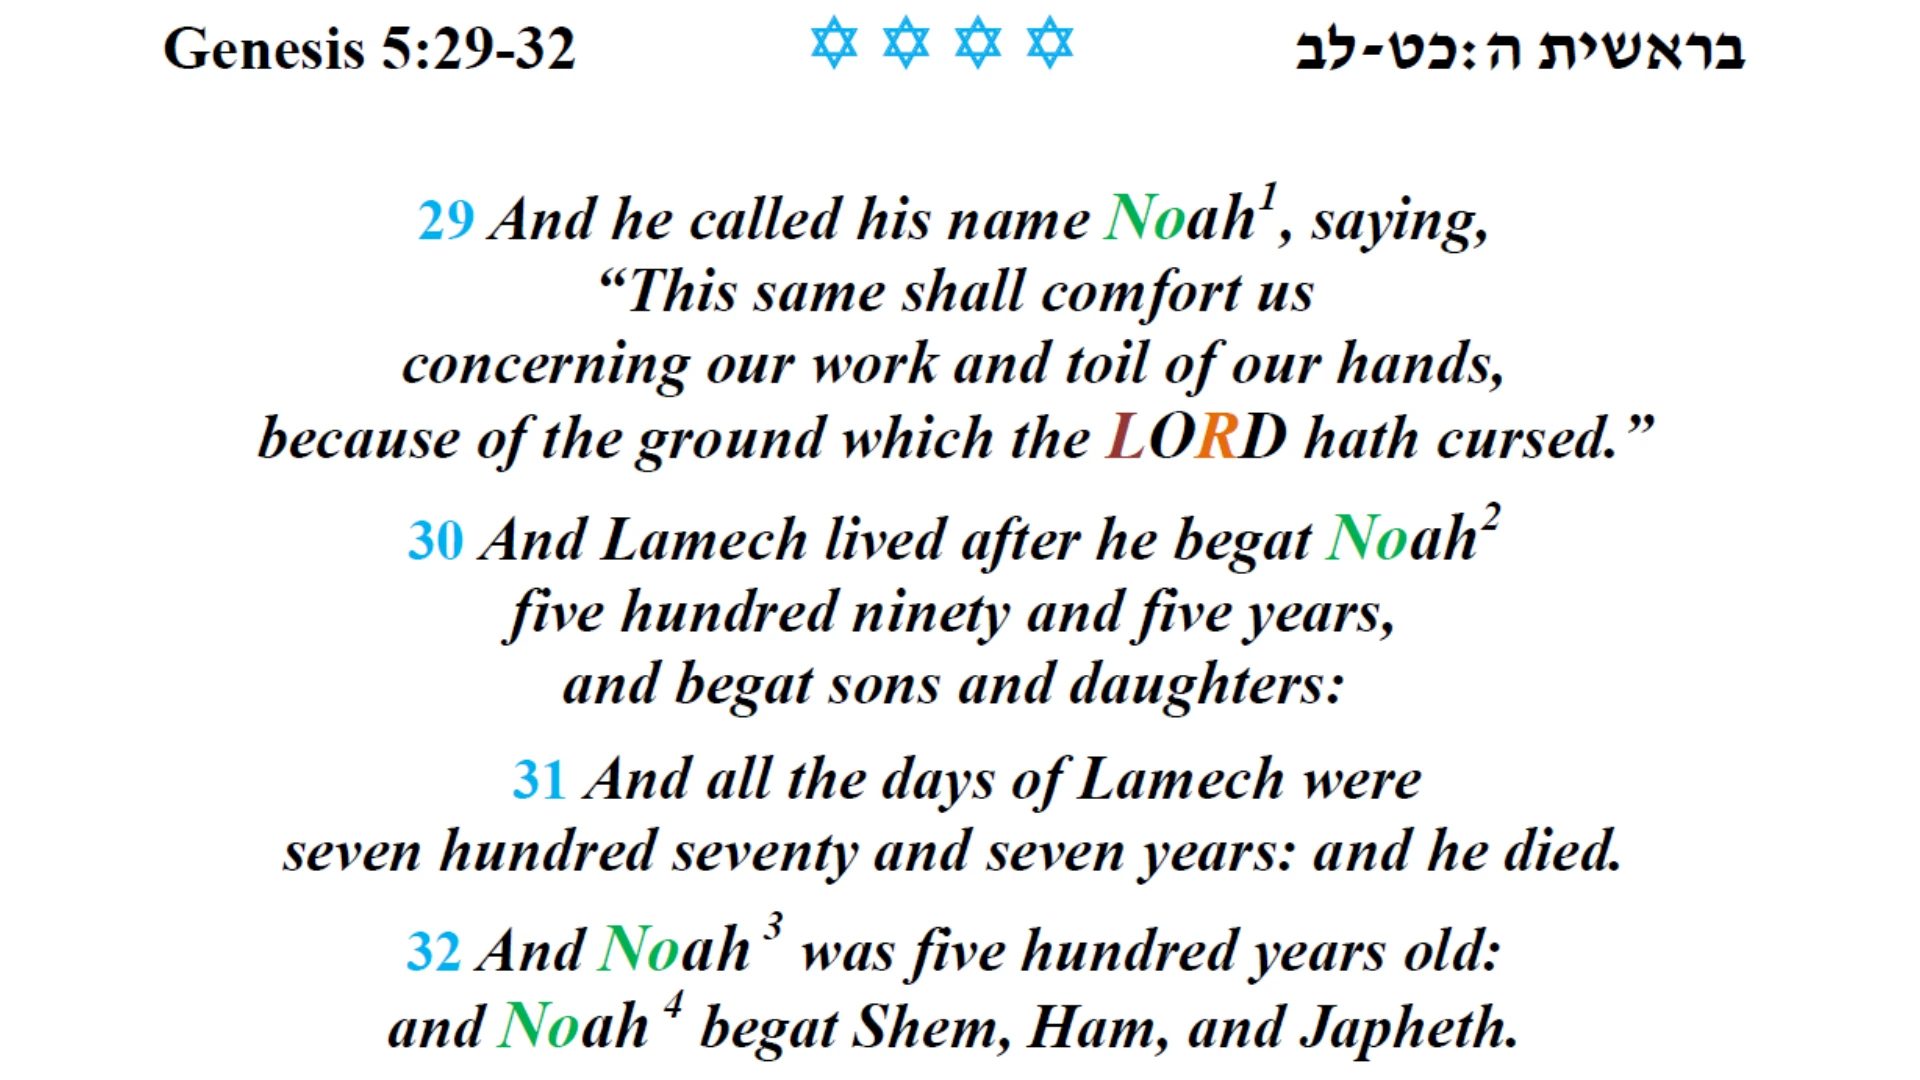 Genesis 5:29-32 ✡ ✡ ✡ ✡ בראשית ה:כט-לב
29 And he called his name Noah¹, saying,
“This same shall comfort us
concerning our work and toil of our hands,
because of the ground which the LORD hath cursed.”
30 And Lamech lived after he begat Noah²
five hundred ninety and five years,
and begat sons and daughters:
31 And all the days of Lamech were
seven hundred seventy and seven years: and he died.
32 And Noah ³ was five hundred years old:
and Noah ⁴ begat Shem, Ham, and Japheth.